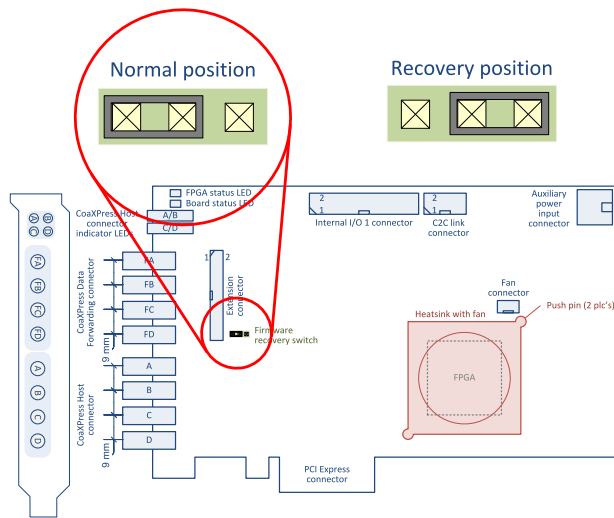 Normal position
Recovery position
FPGA status LED
Board status LED
CoaXPress Host
connector
indicator LEDs
A/B
C/D
2
1
Internal I/O 1 connector
2
1
C2C link
connector
Auxiliary
power
input
connector
B
D
A
C
FA
FB
FC
FD
A
B
C
D
CoaXPress Data
Forwarding connector
9 mm
FA
FB
FC
FD
1
2
Extension
connector
Firmware
recovery switch
CoaXPress Host
connector
9 mm
A
B
C
D
Fan
connector
Heatsink with fan
Push pin (2 plc's)
FPGA
PCI Express
connector